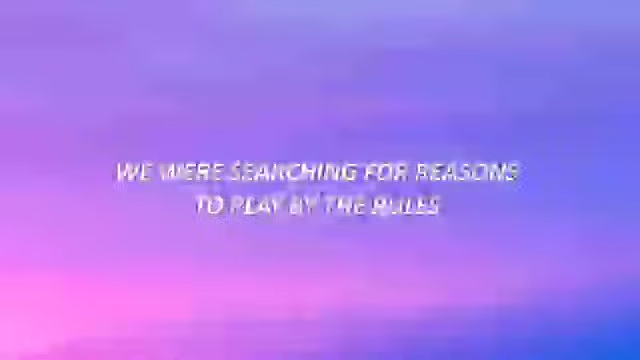 WE WERE SEARCHING FOR REASONS
TO PLAY BY THE RULES